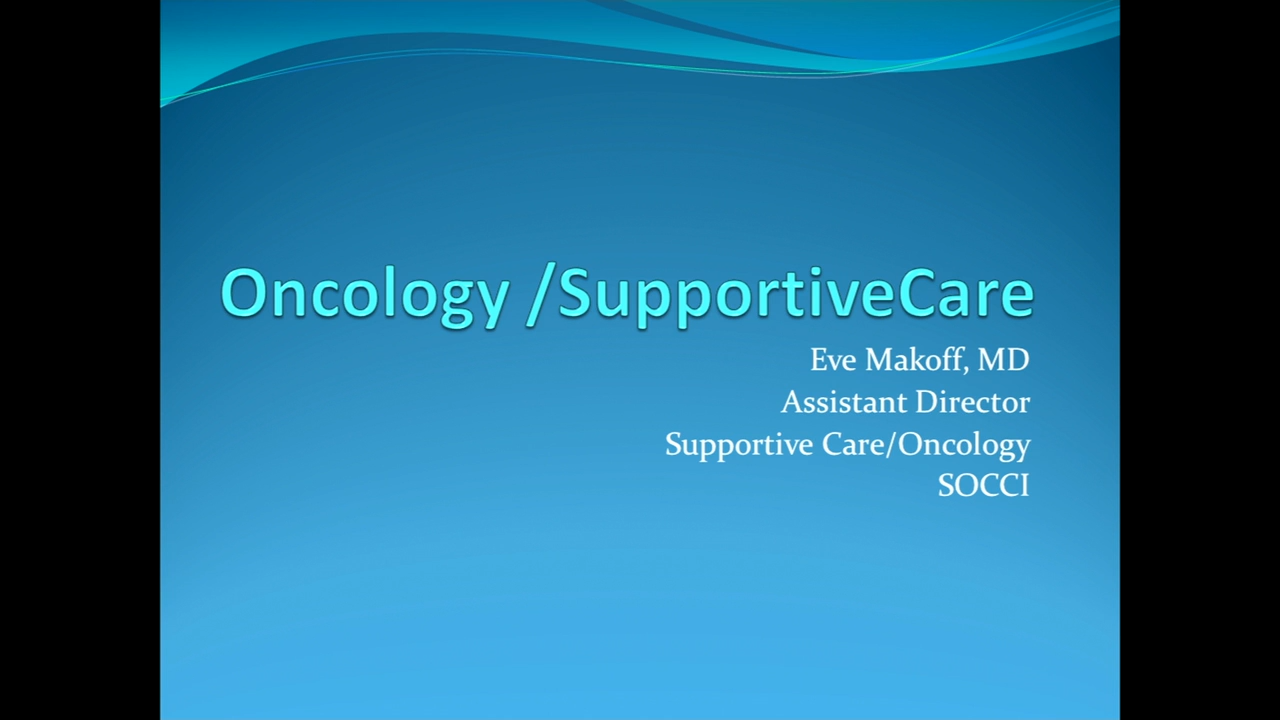 Oncology /SupportiveCare
Eve Makoff, MD
Assistant Director
Supportive Care/Oncology
SOCCI